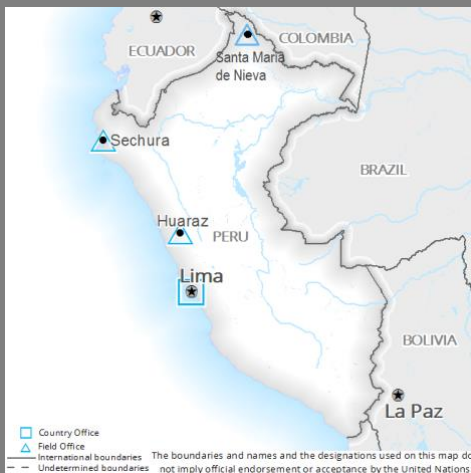 COLOMBIA
ECUADOR
Santa Maria
de Nieva
Sechura
BRAZIL
Huaraz
PERU
Lima
BOLIVIA
La Paz
Country Office
Field Office
International boundaries
Undetermined boundaries
The boundaries and names and the designations used on this map do
not imply official endorsement or acceptance by the United Nations